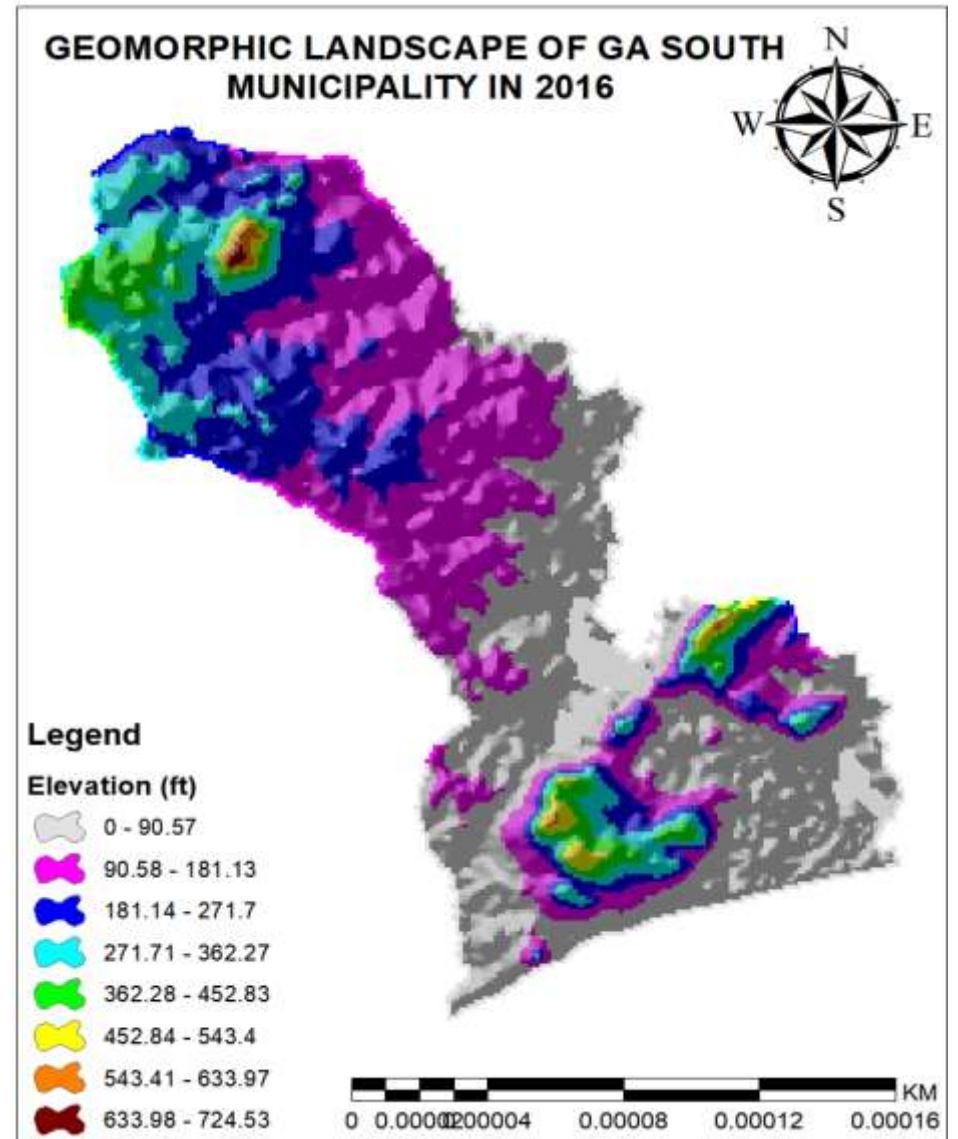 GEOMORPHIC LANDSCAPE OF GA SOUTH
MUNICIPALITY IN 2016
N
W E
S
Legend
Elevation (ft)
0 - 90.57
90.58 - 181.13
181.14 - 271.7
271.71 - 362.27
362.28 - 452.83
452.84 - 543.4
543.41 - 633.97
633.98 - 724.53
KM
0 0.00004 0.00008 0.00012 0.00016